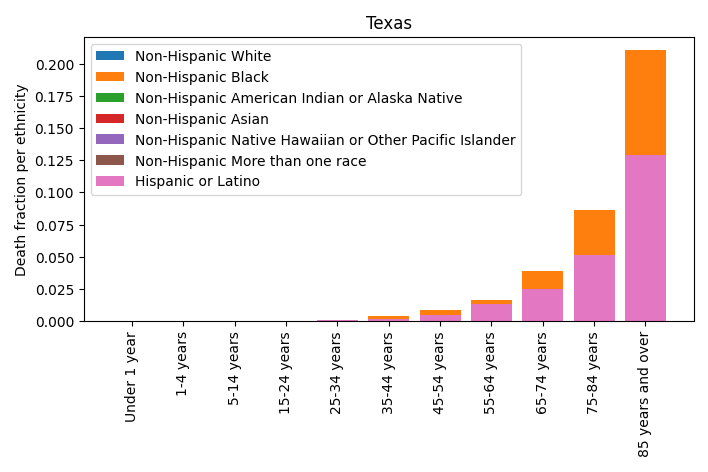 Texas
Death fraction per ethnicity
0.200
0.175
0.150
0.125
0.100
0.075
0.050
0.025
0.000
Non-Hispanic White
Non-Hispanic Black
Non-Hispanic American Indian or Alaska Native
Non-Hispanic Asian
Non-Hispanic Native Hawaiian or Other Pacific Islander
Non-Hispanic More than one race
Hispanic or Latino
Under 1 year
1-4 years
5-14 years
15-24 years
25-34 years
35-44 years
45-54 years
55-64 years
65-74 years
75-84 years
85 years and over